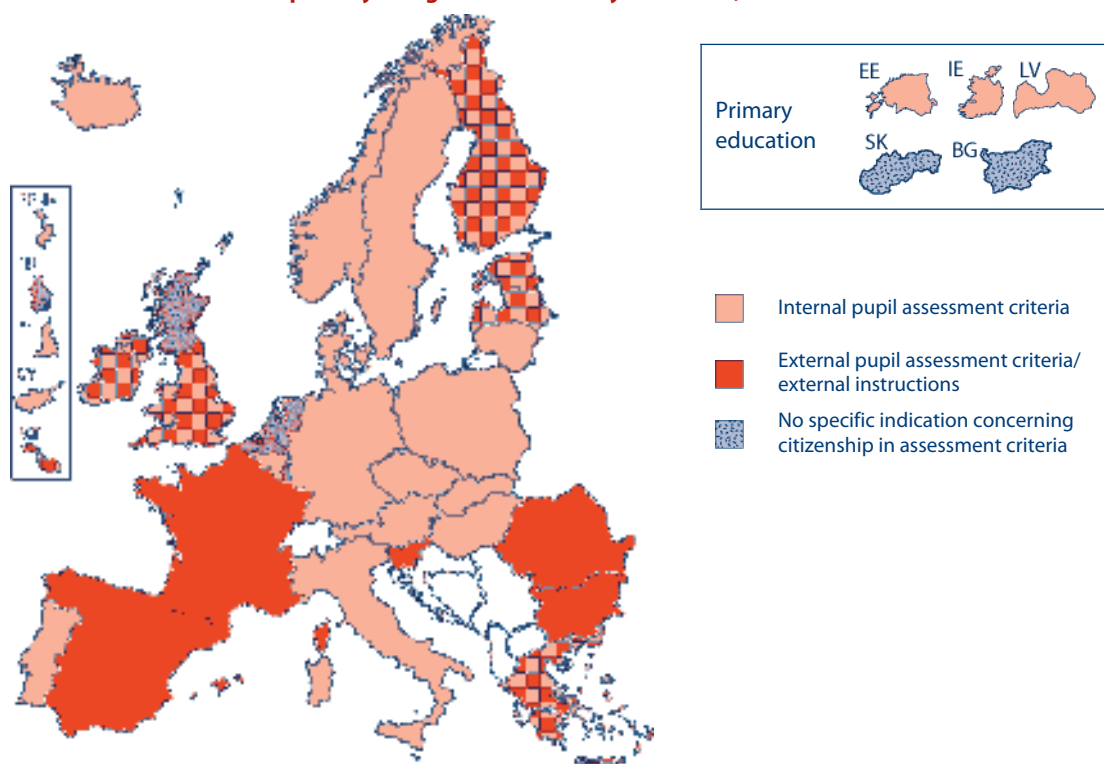 Primary
education
EE
IE
LV
SK
BG
Internal pupil assessment criteria
External pupil assessment criteria/
external instructions
No specific indication concerning
citizenship in assessment criteria
CY